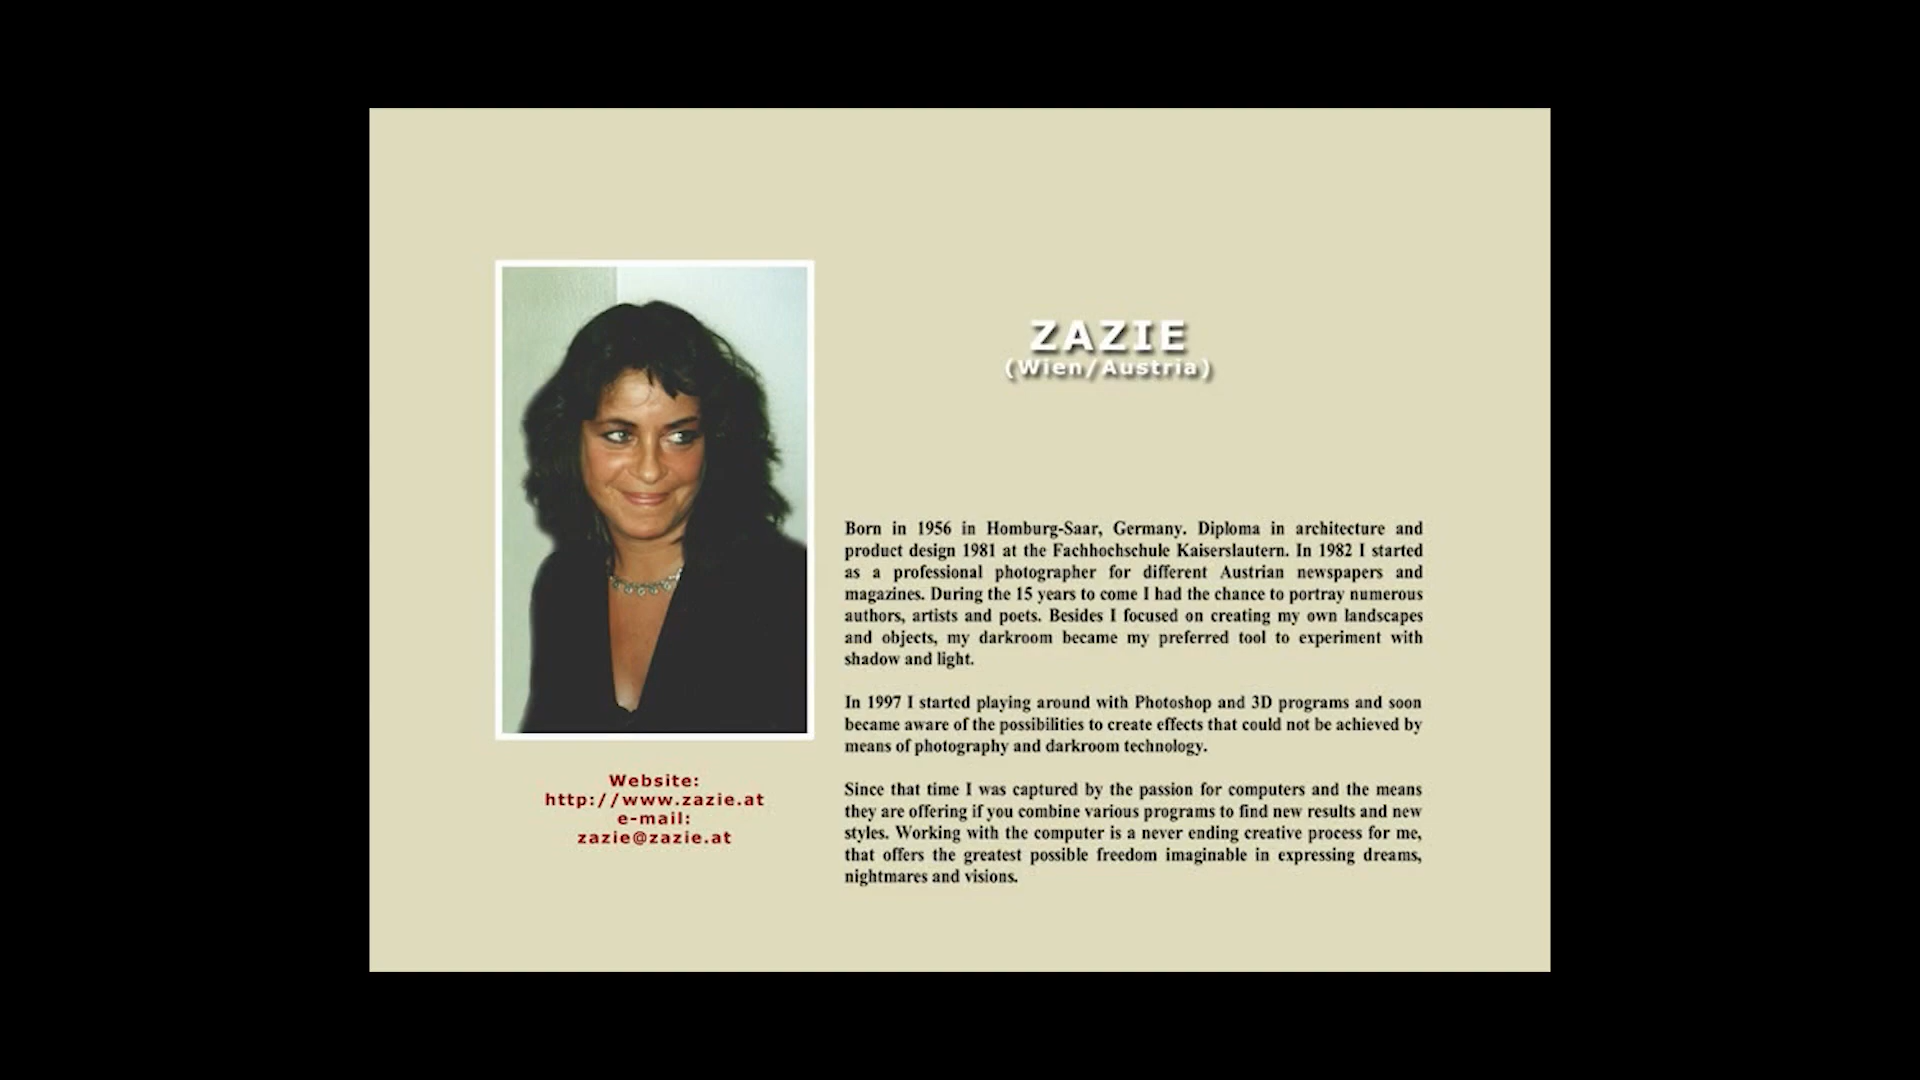 ZAZIE
(Wien/Austria)
Born in 1956 in Homburg-Saar, Germany. Diploma in architecture and
product design 1981 at the Fachhochschule Kaiserslautern. In 1982 I started
as a professional photographer for different Austrian newspapers and
magazines. During the 15 years to come I had the chance to portray numerous
authors, artists and poets. Besides I focused on creating my own landscapes
and objects, my darkroom became my preferred tool to experiment with
shadow and light.
In 1997 I started playing around with Photoshop and 3D programs and soon
became aware of the possibilities to create effects that could not be achieved by
means of photography and darkroom technology.
Since that time I was captured by the passion for computers and the means
they are offering if you combine various programs to find new results and new
styles. Working with the computer is a never ending creative process for me,
that offers the greatest possible freedom imaginable in expressing dreams,
nightmares and visions.
Website:
http://www.zazie.at
e-mail:
zazie@zazie.at